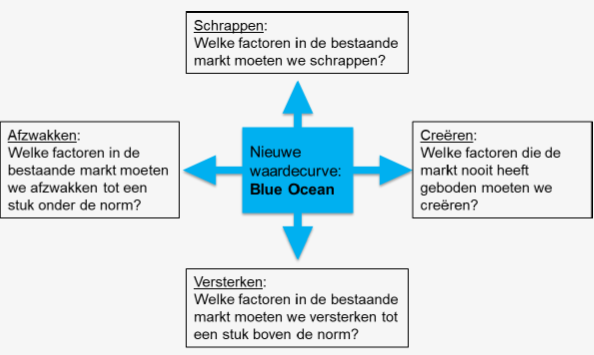 Schrappen:
Welke factoren in de bestaande
markt moeten we schrappen?
Afzwakken:
Welke factoren in de
bestaande markt moeten
we afzwakken tot een
stuk onder de norm?
Nieuwe
waardecurve:
Blue Ocean
Creëren:
Welke factoren die de
markt nooit heeft
geboden moeten we
creëren?
Versterken:
Welke factoren in de bestaande
markt moeten we versterken tot
een stuk boven de norm?